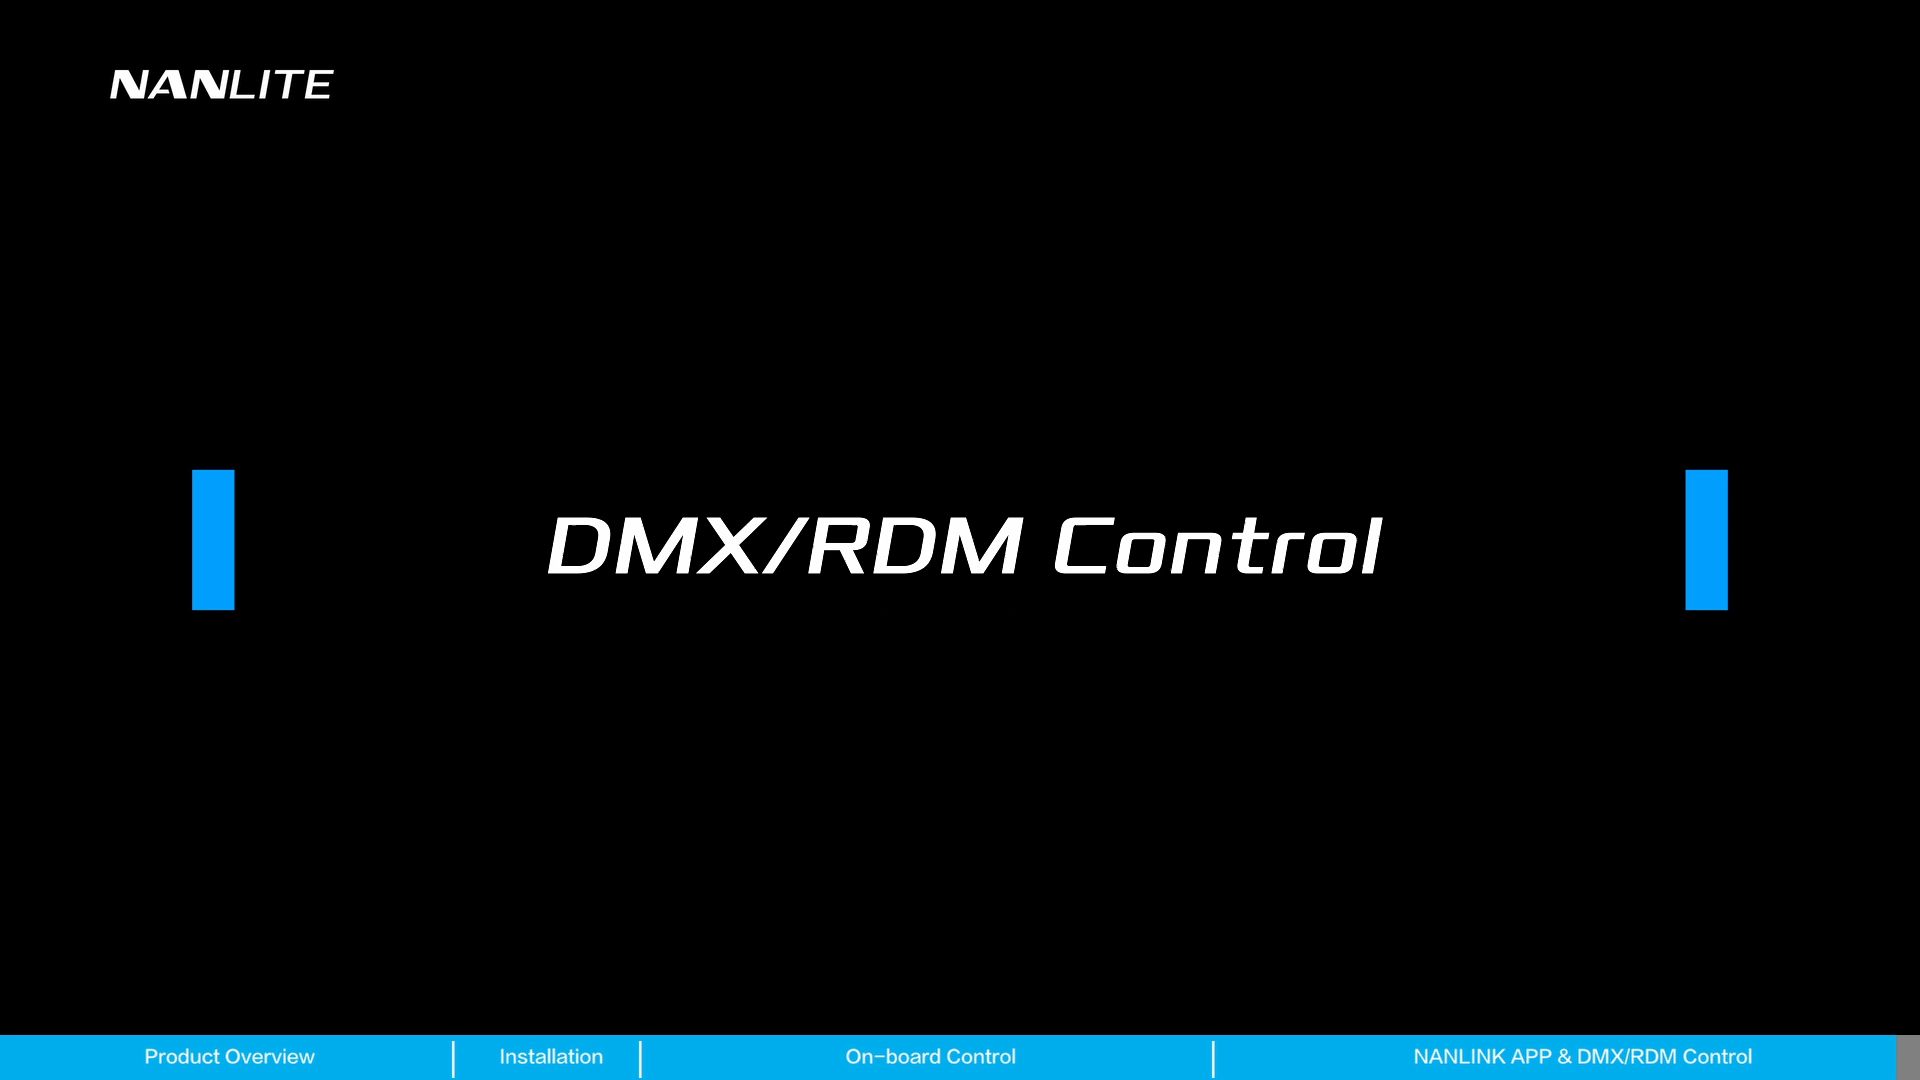 NANLITE
DMX/RDM Control
Product Overview
Installation
On-board Control
NANLINK APP & DMX/RDM Control